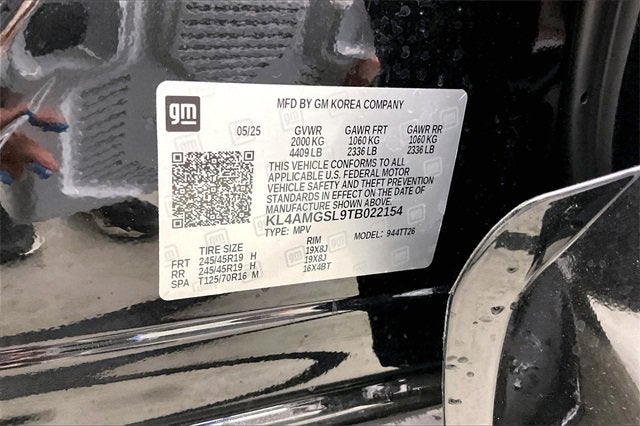 gm
MFD BY GM KOREA COMPANY
05/25 GVWR GAWR FRT GAWR RR
2000 KG 1060 KG 1060 KG
4409 LB 2336 LB 2336 LB
THIS VEHICLE CONFORMS TO ALL
APPLICABLE U.S. FEDERAL MOTOR
VEHICLE SAFETY AND THEFT PREVENTION
STANDARDS IN EFFECT ON THE DATE OF
MANUFACTURE SHOWN ABOVE.
KL4AMGSL9TB022154
TYPE: MPV MODEL: 944TT26
TIRE SIZE RIM
FRT 245/45R19 H 19X8J
RR 245/45R19 H 19X8J
SPA T125/70R16 M 16X4BT